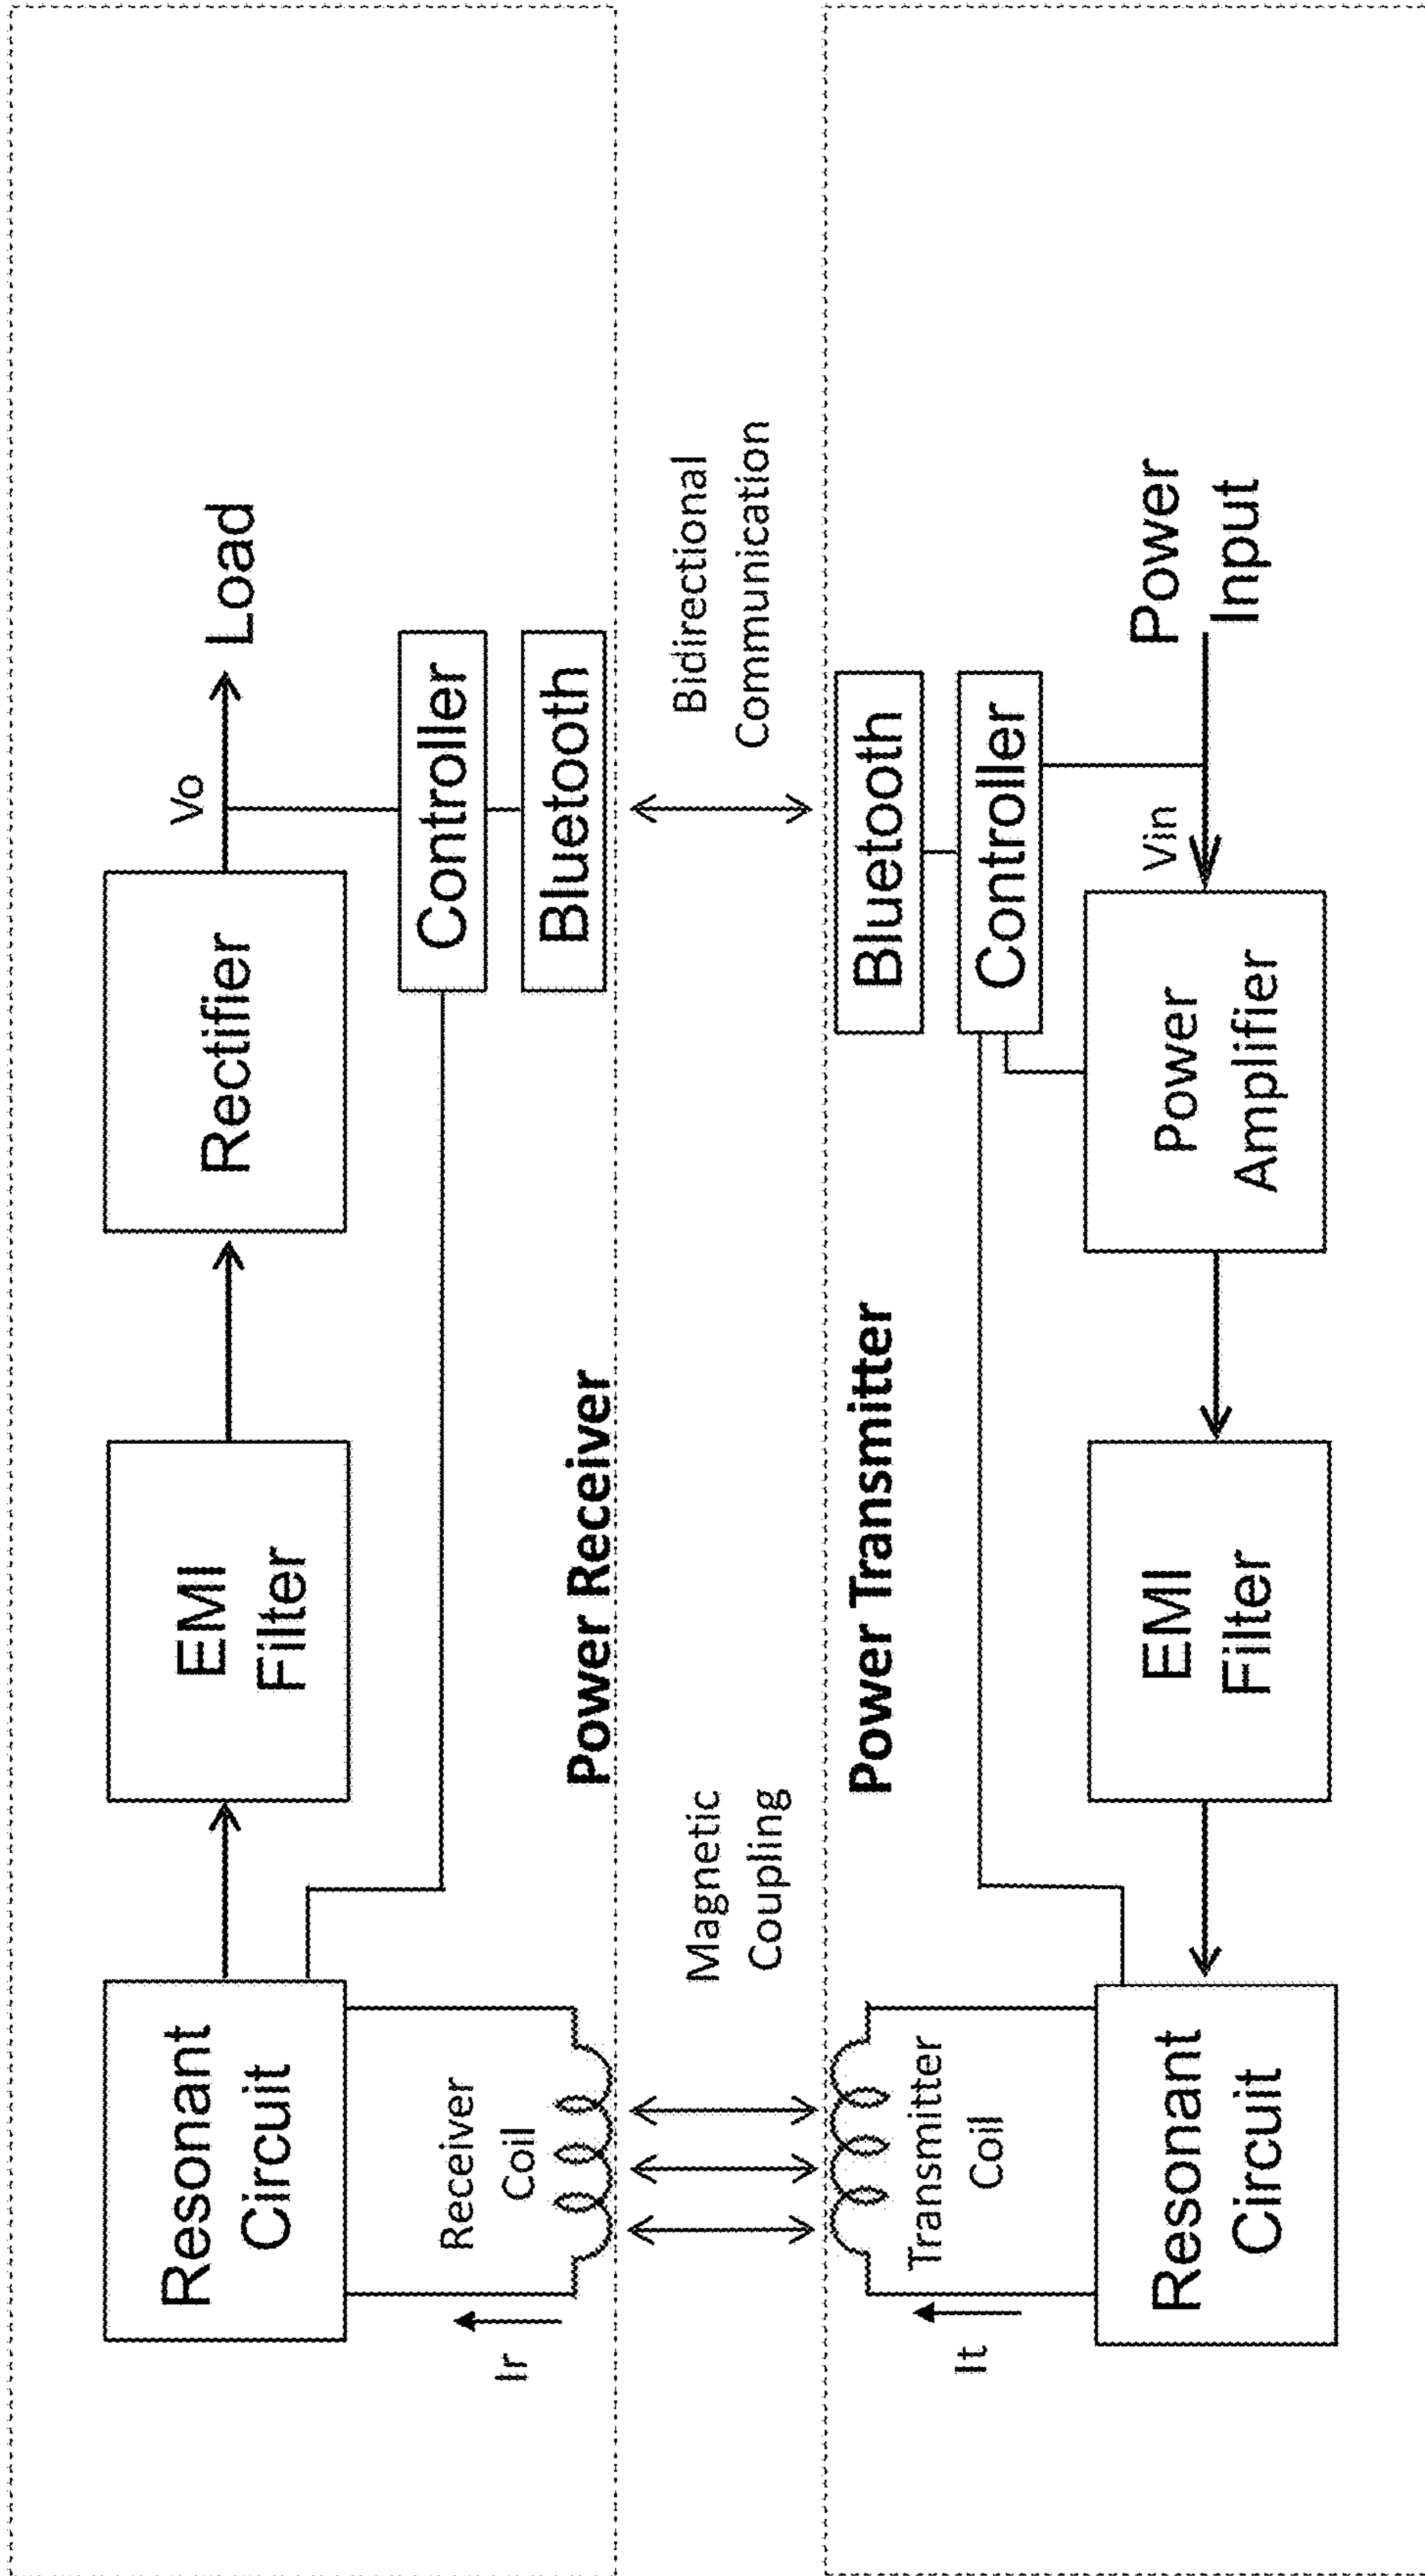 Resonant
Circuit
EMI
Filter
Rectifier
Vo
Load
Controller
Bluetooth
Receiver
Coil
Ir
Power Receiver
Magnetic
Coupling
Bidirectional
Communication
Power Transmitter
Bluetooth
Controller
Transmitter
Coil
It
Resonant
Circuit
EMI
Filter
Power
Amplifier
Vin
Power
Input